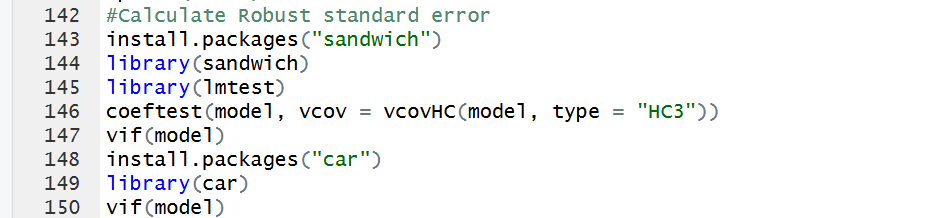 142 #Calculate Robust standard error
143 install.packages("sandwich")
144 library(sandwich)
145 library(lmtest)
146 coeftest(model, vcov = vcovHC(model, type = "HC3"))
147 vif(model)
148 install.packages("car")
149 library(car)
150 vif(model)